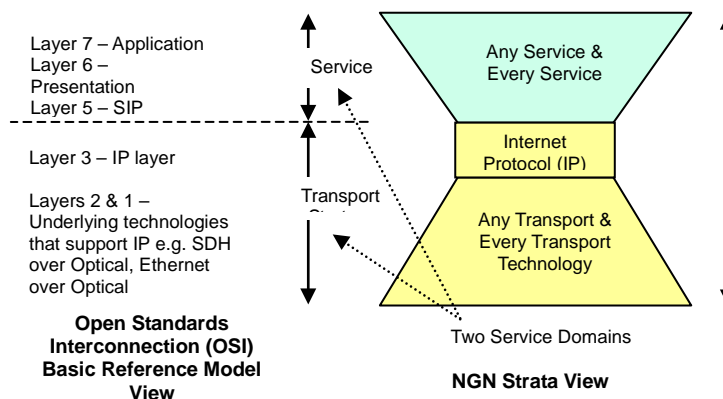 Layer 7 – Application
Layer 6 –
Presentation
Layer 5 – SIP
Service
Any Service &
Every Service
Layer 3 – IP layer
Internet
Protocol (IP)
Layers 2 & 1 –
Underlying technologies
that support IP e.g. SDH
over Optical, Ethernet
over Optical
Transport
Any Transport &
Every Transport
Technology
Open Standards
Interconnection (OSI)
Basic Reference Model
View
Two Service Domains
NGN Strata View